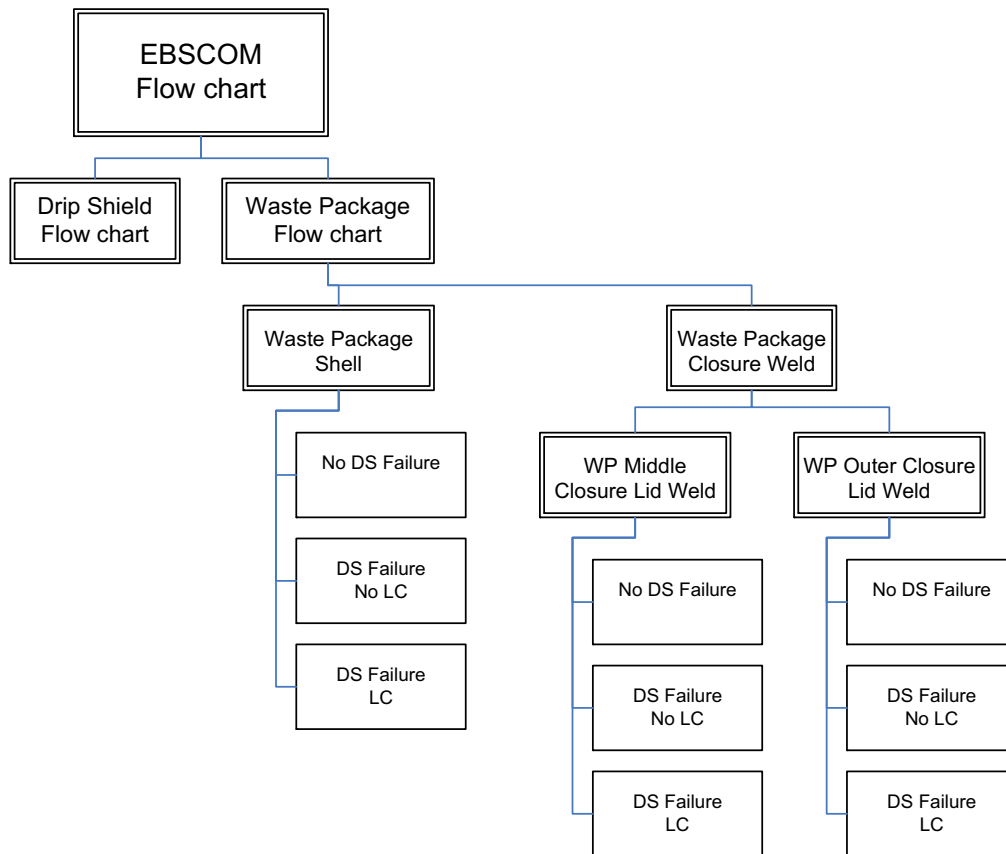 EBSCOM
Flow chart
Drip Shield
Flow chart
Waste Package
Flow chart
Waste Package
Shell
Waste Package
Closure Weld
No DS Failure
DS Failure
No LC
DS Failure
LC
WP Middle
Closure Lid Weld
WP Outer Closure
Lid Weld
No DS Failure
DS Failure
No LC
DS Failure
LC
No DS Failure
DS Failure
No LC
DS Failure
LC